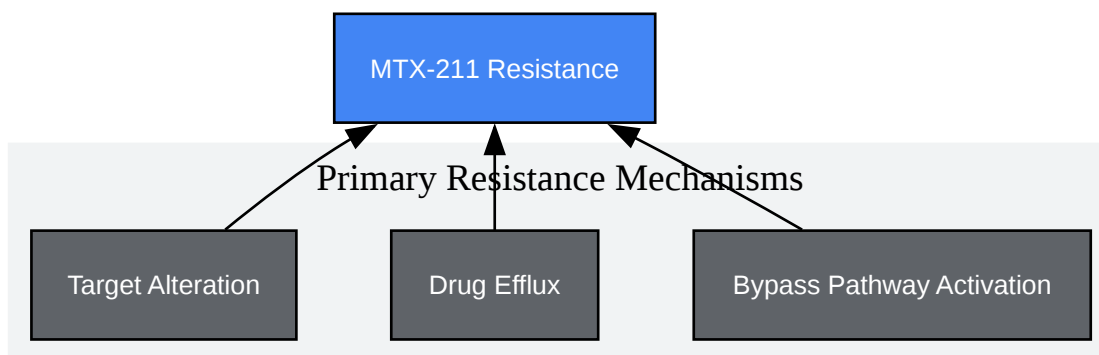 MTX-211 Resistance
Primary Resistance Mechanisms
Target Alteration
Drug Efflux
Bypass Pathway Activation